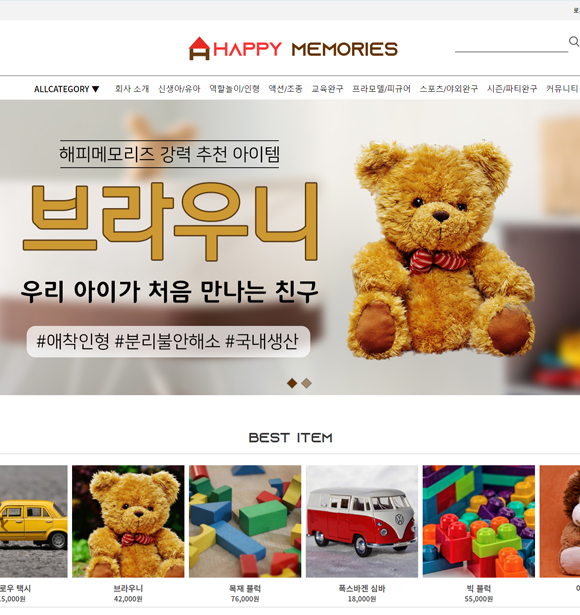 HAPPY MEMORIES
ALLCATEGORY ▼ 회사 소개 신생아/유아 역할놀이/인형 액션/조종 교육완구 프라모델/피규어 스포츠/야외완구 시즌/파티완구 커뮤니티
해피메모리즈 강력 추천 아이템
브라우니
우리 아이가 처음 만나는 친구
#애착인형 #분리불안해소 #국내생산
BEST ITEM
로우 택시 브라우니 목재 블럭 폭스바겐 심바 빅 블럭
5,000원 42,000원 76,000원 18,000원 55,000원